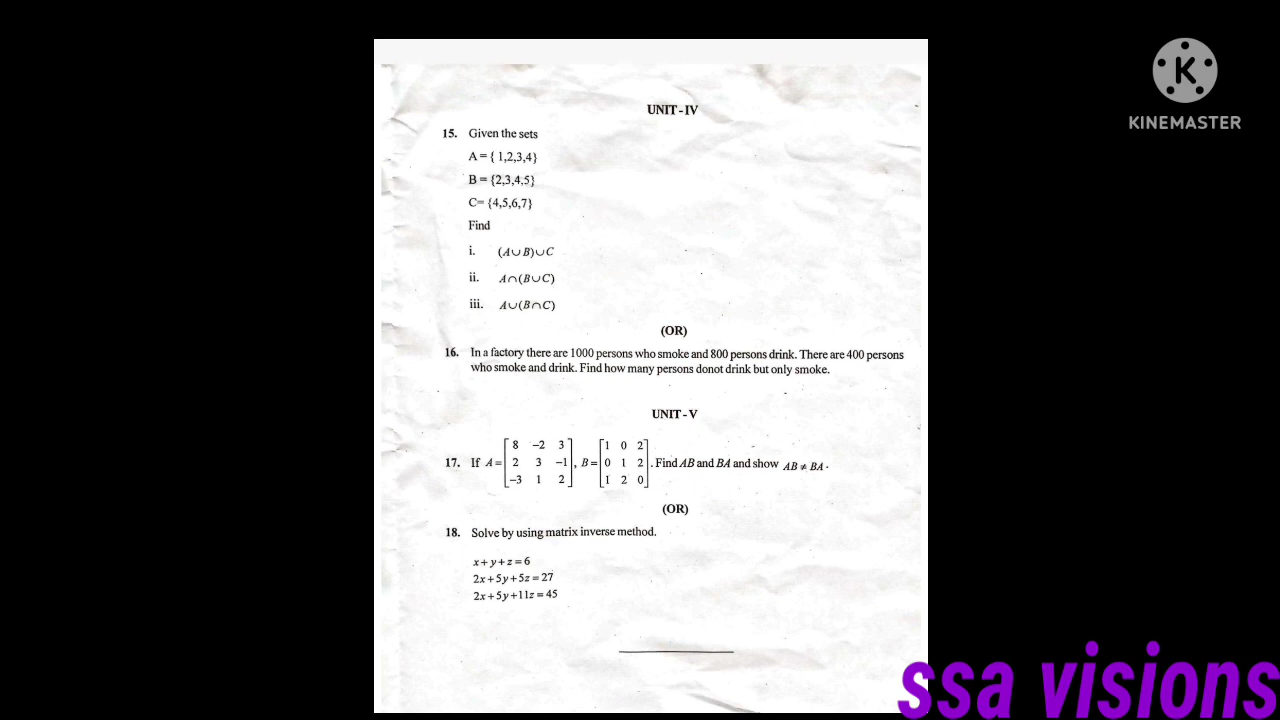 UNIT-IV
15. Given the sets
A = { 1,2,3,4}
B = {2,3,4,5}
C= {4,5,6,7}
Find
i. (A∪B)∪C
ii. A∩(B∪C)
iii. A∪(B∩C)
(OR)
16. In a factory there are 1000 persons who smoke and 800 persons drink. There are 400 persons
who smoke and drink. Find how many persons donot drink but only smoke.
UNIT-V
17. If A = [8 -2 3; 2 3 -1; -3 1 2], B = [1 0 2; 0 1 2; 1 2 0]. Find AB and BA and show AB ≠ BA.
(OR)
18. Solve by using matrix inverse method.
x+y+z=6
2x+5y+5z=27
2x+5y+11z=45
K
KINEMASTER
ssa visions